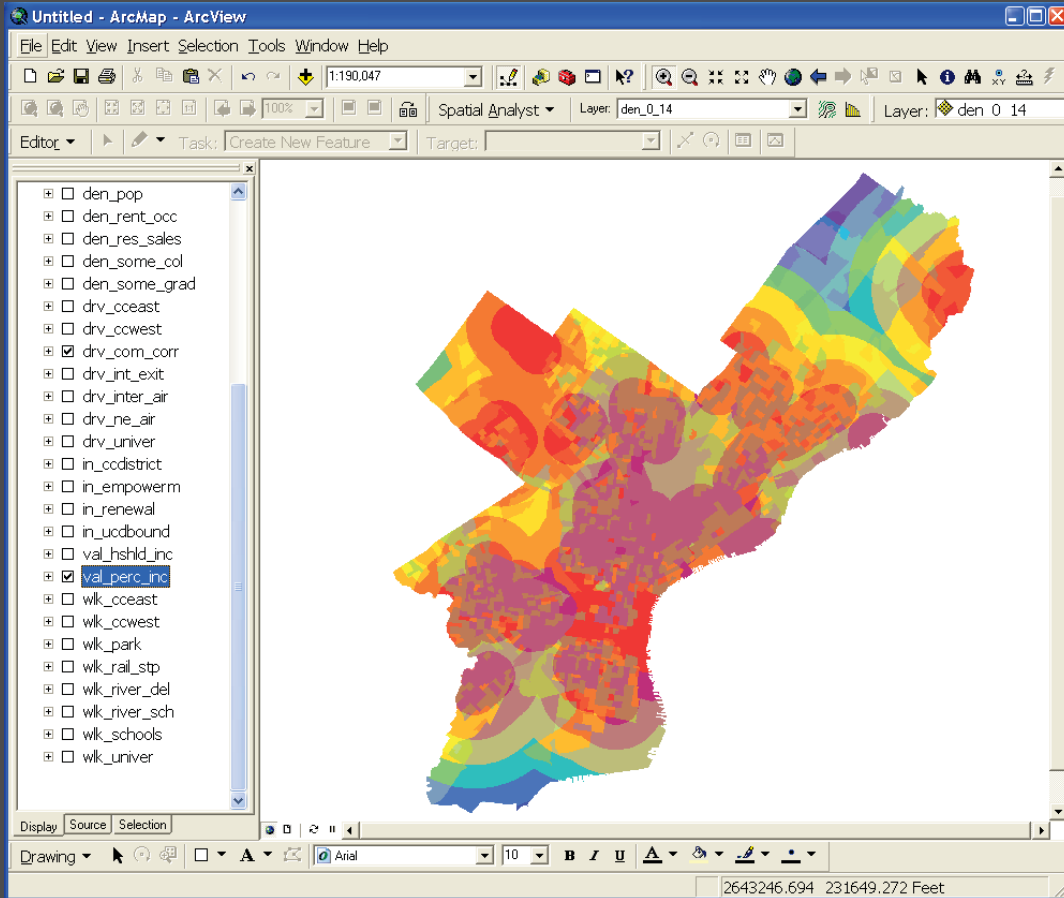 Untitled - ArcMap - ArcView
File Edit View Insert Selection Tools Window Help
1:190,047
100% Spatial Analyst Layer: den_0_14 Layer: den_0_14
Editor Task: Create New Feature Target:
den_pop
den_rent_occ
den_res_sales
den_some_col
den_some_grad
drv_cceast
drv_ccwest
drv_com_corr
drv_int_exit
drv_inter_air
drv_ne_air
drv_univer
in_ccdistrict
in_empowerm
in_renewal
in_ucdbound
val_hshld_inc
val_perc_inc
wlk_cceast
wlk_ccwest
wlk_park
wlk_rail_stp
wlk_river_del
wlk_river_sch
wlk_schools
wlk_univer
Display Source Selection
Drawing A Arial 10 B I U A
2643246.694 231649.272 Feet